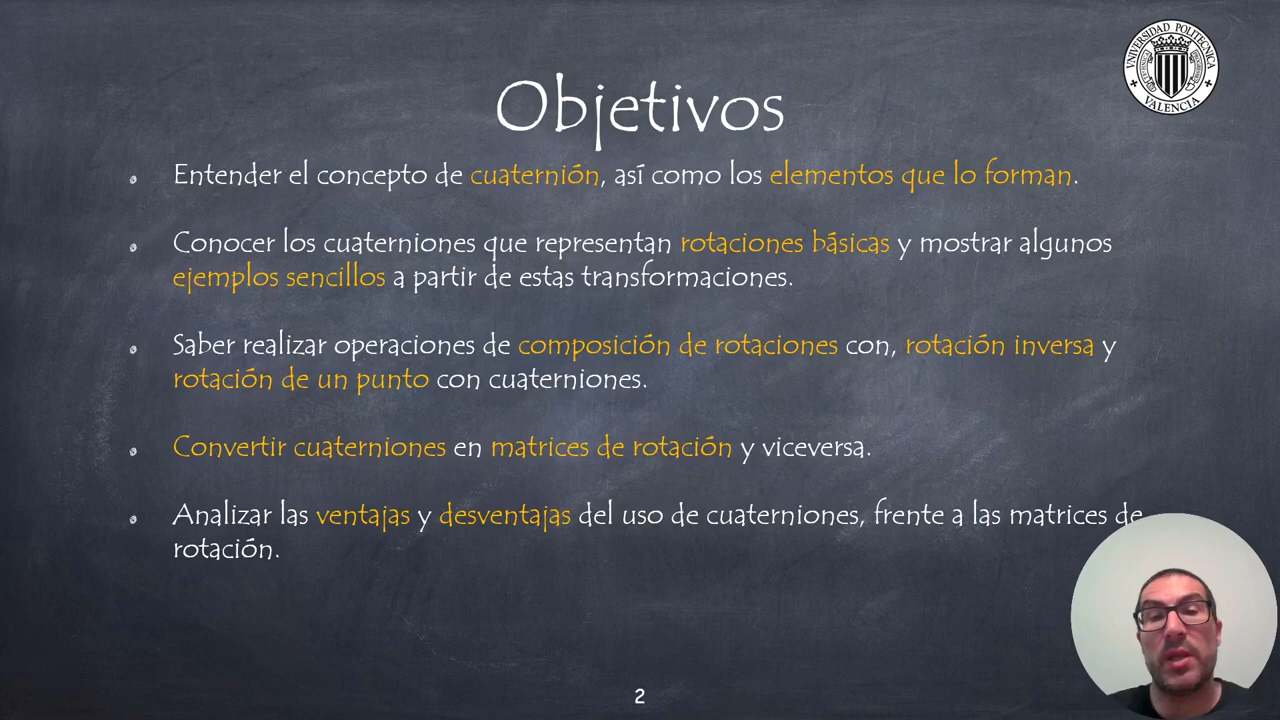 UNIVERSIDAD POLITECNICA
VALENCIA
Objetivos
Entender el concepto de cuaternión, así como los elementos que lo forman.
Conocer los cuaterniones que representan rotaciones básicas y mostrar algunos
ejemplos sencillos a partir de estas transformaciones.
Saber realizar operaciones de composición de rotaciones con, rotación inversa y
rotación de un punto con cuaterniones.
Convertir cuaterniones en matrices de rotación y viceversa.
Analizar las ventajas y desventajas del uso de cuaterniones, frente a las matrices de
rotación.
2